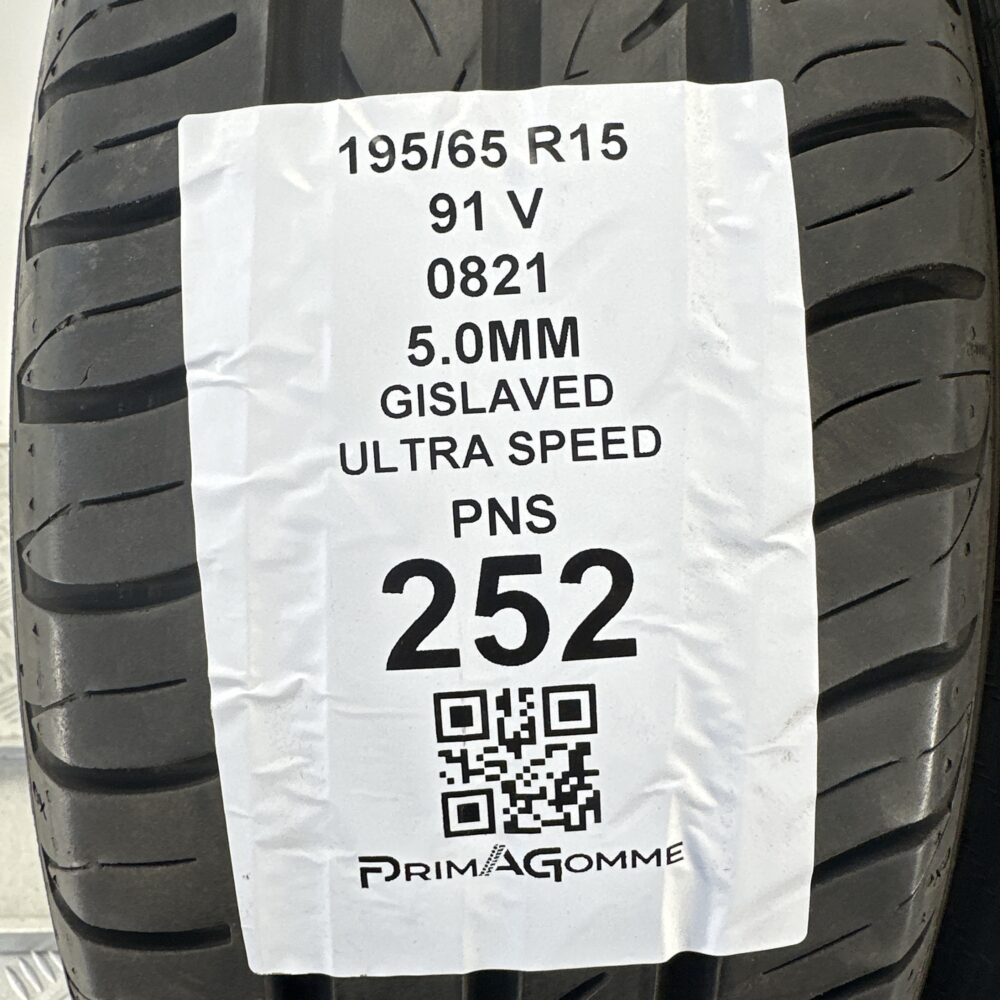 195/65 R15
91 V
0821
5.0MM
GISLAVED
ULTRA SPEED
PNS
252
PRIMAGOMME